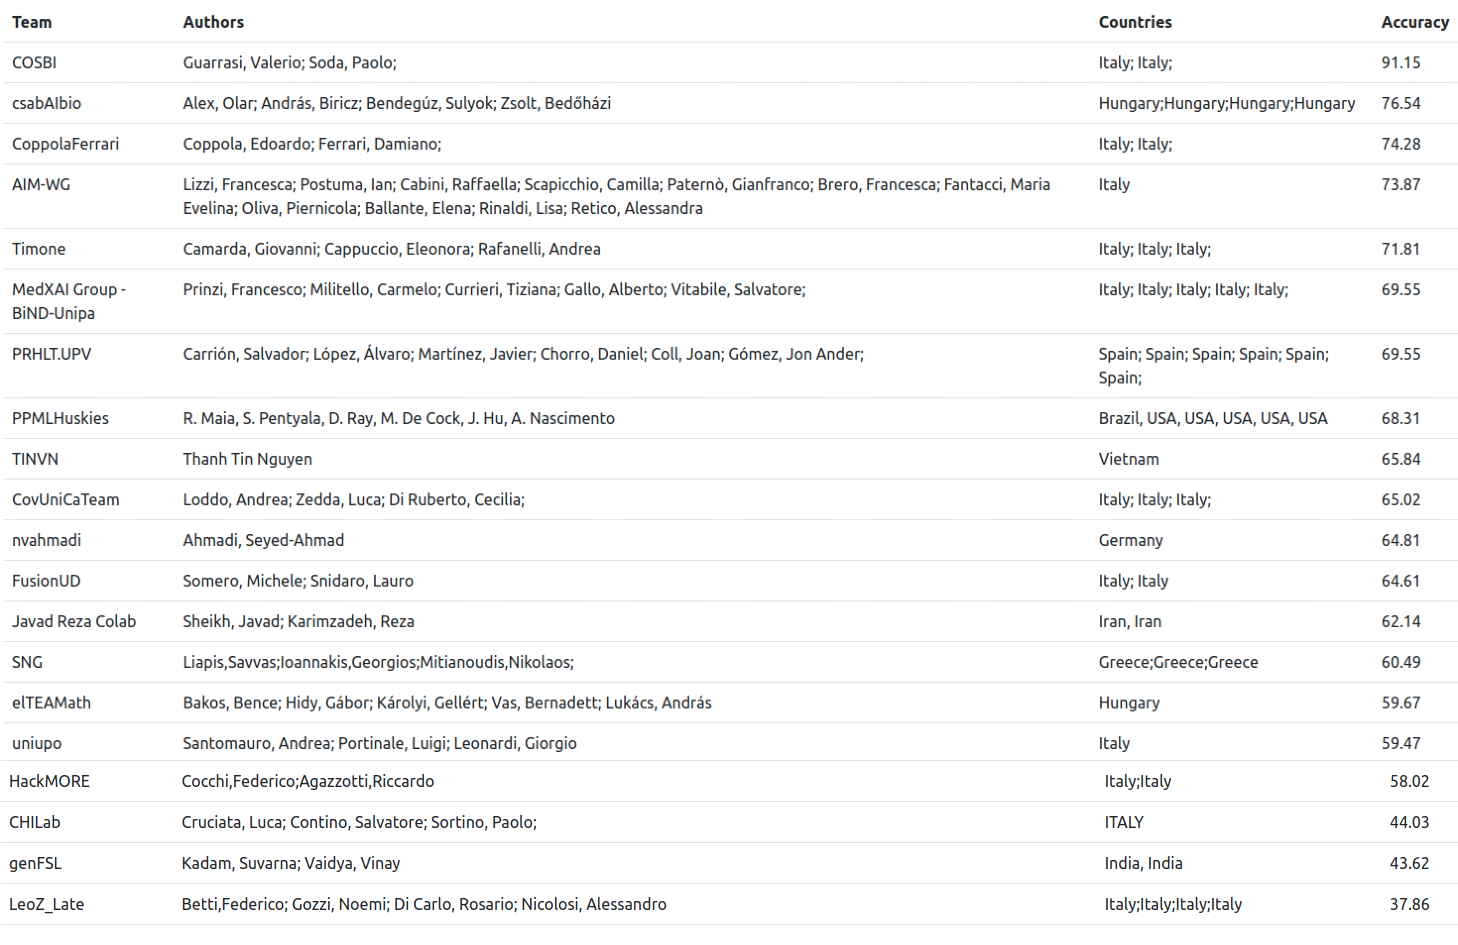 Team Authors Countries Accuracy
COSBI Guarrasi, Valerio; Soda, Paolo; Italy; Italy; 91.15
csabAIbio Alex, Olar; András, Biricz; Bendegúz, Sulyok; Zsolt, Bedőházi Hungary;Hungary;Hungary;Hungary 76.54
CoppolaFerrari Coppola, Edoardo; Ferrari, Damiano; Italy; Italy; 74.28
AIM-WG Lizzi, Francesca; Postuma, Ian; Cabini, Raffaella; Scapicchio, Camilla; Paternò, Gianfranco; Brero, Francesca; Fantacci, Maria Italy 73.87
Evelina; Oliva, Piernicola; Ballante, Elena; Rinaldi, Lisa; Retico, Alessandra
Timone Camarda, Giovanni; Cappuccio, Eleonora; Rafanelli, Andrea Italy; Italy; Italy; 71.81
MedXAI Group - Prinzi, Francesco; Militello, Carmelo; Currieri, Tiziana; Gallo, Alberto; Vitabile, Salvatore; Italy; Italy; Italy; Italy; Italy; 69.55
BiND-Unipa
PRHLT.UPV Carrión, Salvador; López, Álvaro; Martínez, Javier; Chorro, Daniel; Coll, Joan; Gómez, Jon Ander; Spain; Spain; Spain; Spain; Spain; 69.55
Spain;
PPMLHuskies R. Maia, S. Pentyala, D. Ray, M. De Cock, J. Hu, A. Nascimento Brazil, USA, USA, USA, USA, USA 68.31
TINVN Thanh Tin Nguyen Vietnam 65.84
CovUniCaTeam Loddo, Andrea; Zedda, Luca; Di Ruberto, Cecilia; Italy; Italy; Italy; 65.02
nvahmadi Ahmadi, Seyed-Ahmad Germany 64.81
FusionUD Somero, Michele; Snidaro, Lauro Italy; Italy 64.61
Javad Reza Colab Sheikh, Javad; Karimzadeh, Reza Iran, Iran 62.14
SNG Liapis,Savvas;Ioannakis,Georgios;Mitianoudis,Nikolaos; Greece;Greece;Greece 60.49
elTEAMath Bakos, Bence; Hidy, Gábor; Károlyi, Gellért; Vas, Bernadett; Lukács, András Hungary 59.67
uniupo Santomauro, Andrea; Portinale, Luigi; Leonardi, Giorgio Italy 59.47
HackMORE Cocchi,Federico;Agazzotti,Riccardo Italy;Italy 58.02
CHILab Cruciata, Luca; Contino, Salvatore; Sortino, Paolo; ITALY 44.03
genFSL Kadam, Suvarna; Vaidya, Vinay India, India 43.62
LeoZ_Late Betti,Federico; Gozzi, Noemi; Di Carlo, Rosario; Nicolosi, Alessandro Italy;Italy;Italy;Italy 37.86